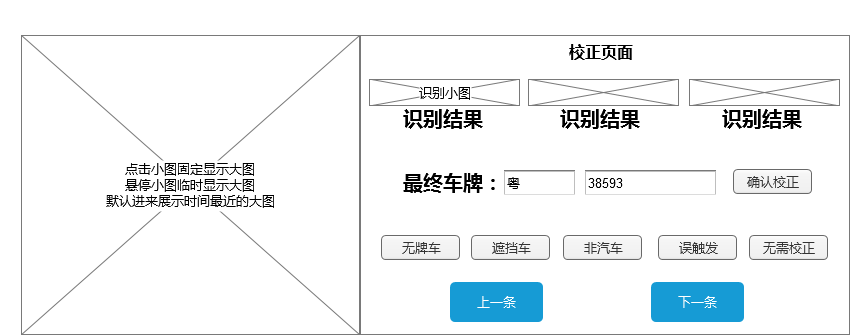 点击小图固定显示大图
悬停小图临时显示大图
默认进来展示时间最近的大图
校正页面
识别小图
识别结果 识别结果 识别结果
最终车牌： 粤 38593 确认校正
无牌车 遮挡车 非汽车 误触发 无需校正
上一条 下一条